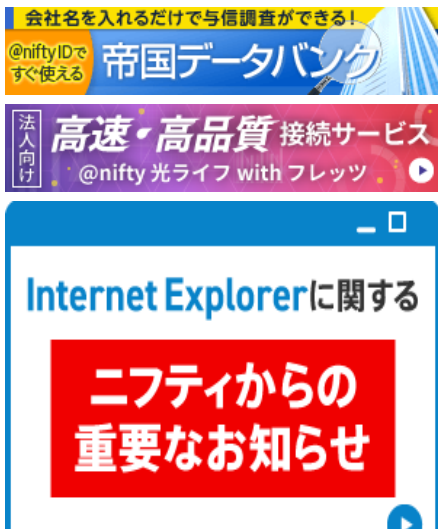 会社名を入れるだけで与信調査ができる!
@nifty IDで
すぐ使える
帝国データバンク
法人向け
高速・高品質 接続サービス
@nifty 光ライフ with フレッツ
Internet Explorerに関する
ニフティからの
重要なお知らせ